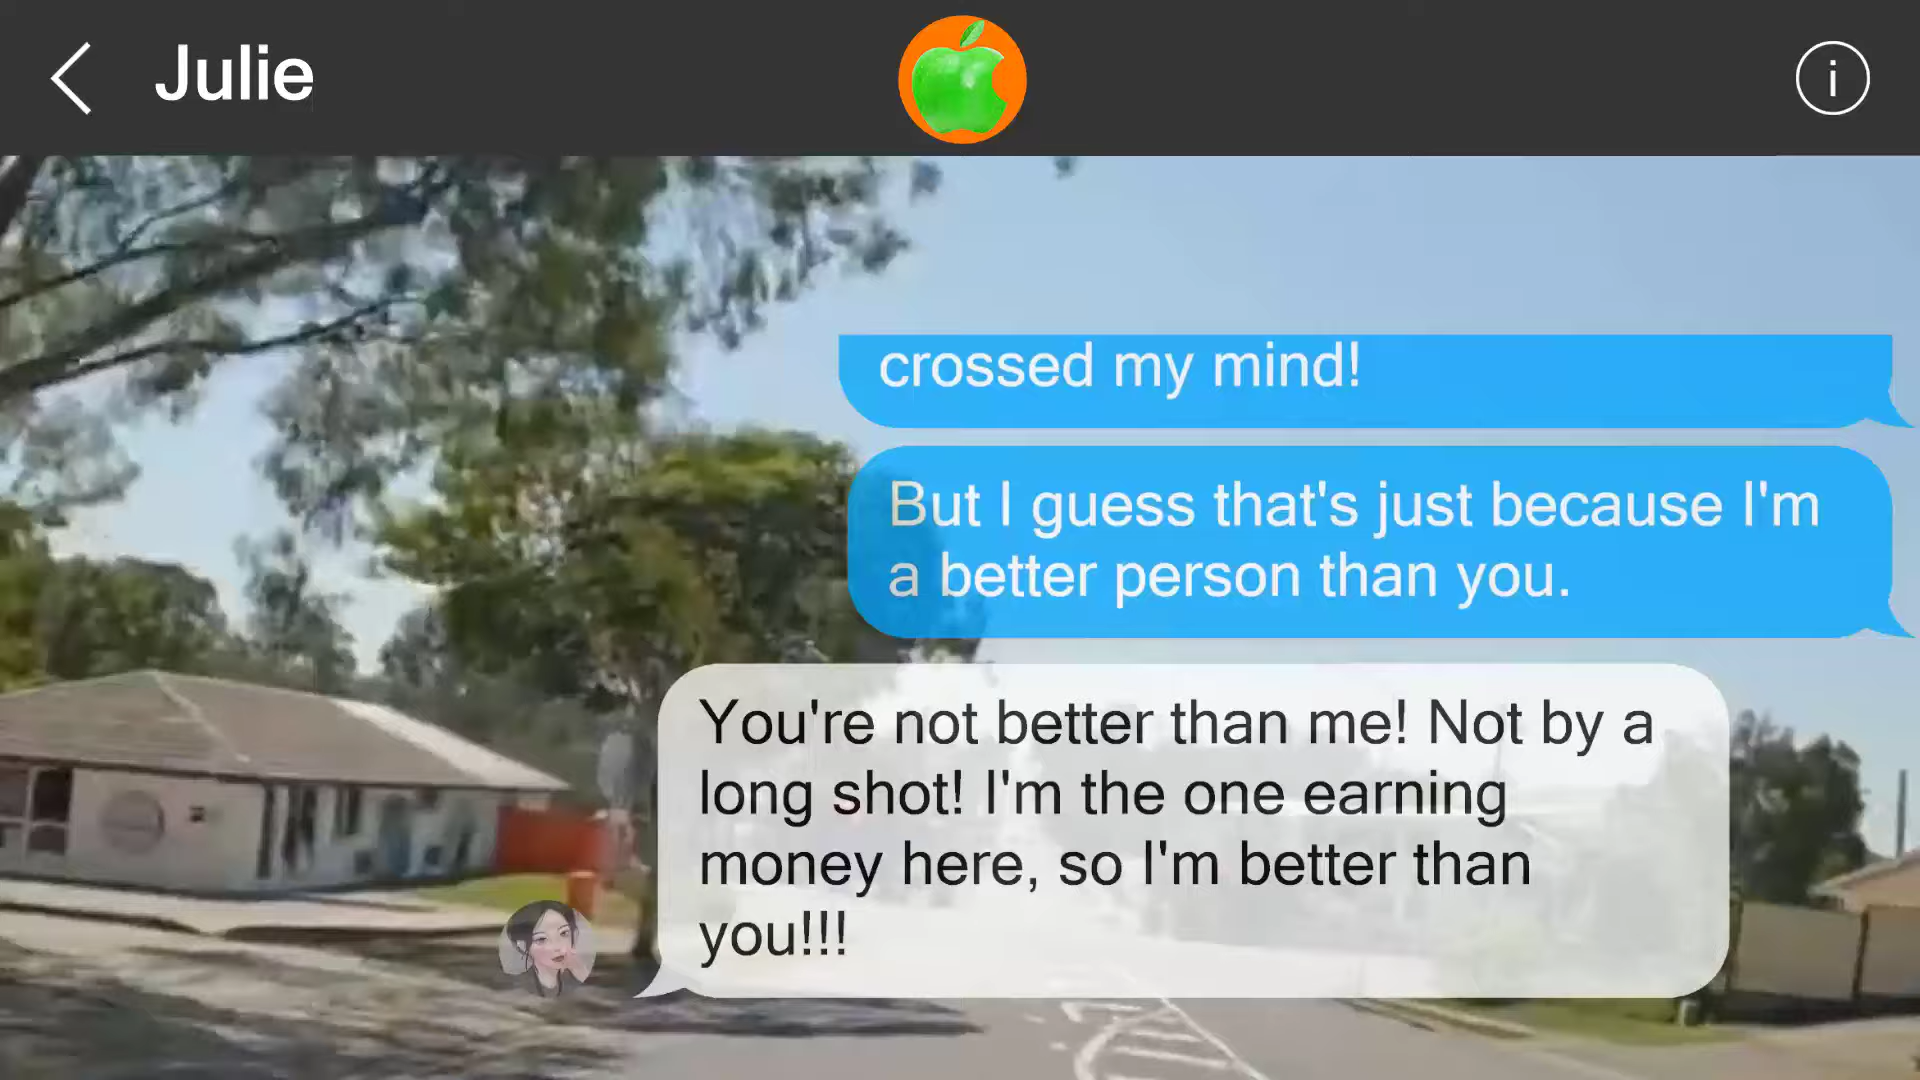 Julie
i
crossed my mind!
But I guess that's just because I'm
a better person than you.
You're not better than me! Not by a
long shot! I'm the one earning
money here, so I'm better than
you!!!